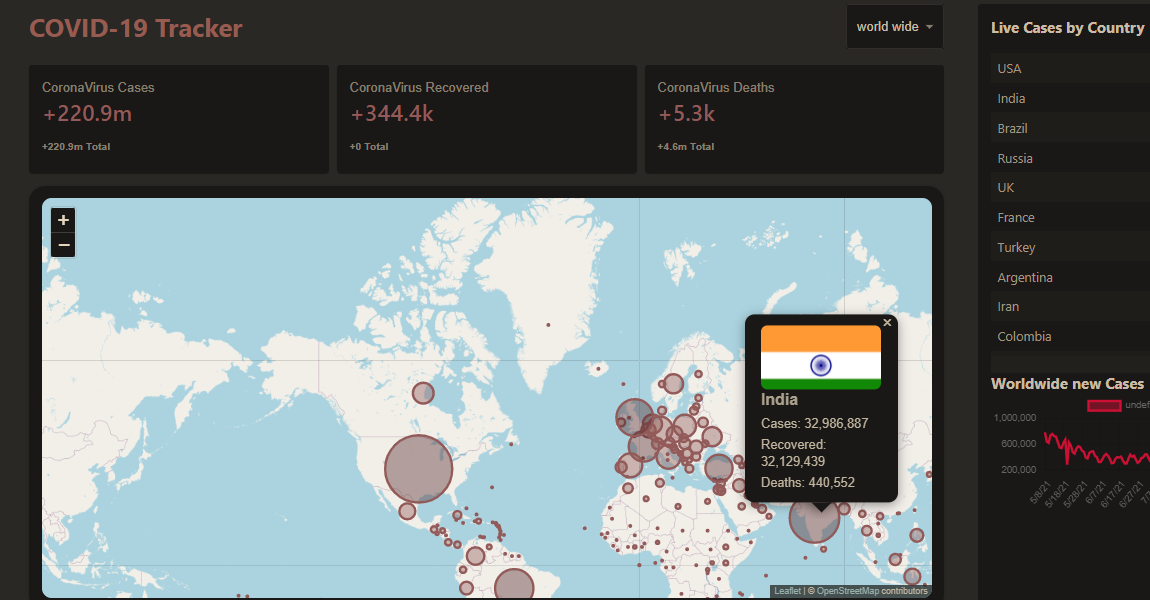 COVID-19 Tracker
world wide
CoronaVirus Cases
+220.9m
+220.9m Total
CoronaVirus Recovered
+344.4k
+0 Total
CoronaVirus Deaths
+5.3k
+4.6m Total
+
−
×
India
Cases: 32,986,887
Recovered:
32,129,439
Deaths: 440,552
Leaflet | © OpenStreetMap contributors
Live Cases by Country
USA
India
Brazil
Russia
UK
France
Turkey
Argentina
Iran
Colombia
Worldwide new Cases
undef
1,000,000
600,000
200,000
5/8/21
5/18/21
5/28/21
6/7/21
6/17/21
6/27/21